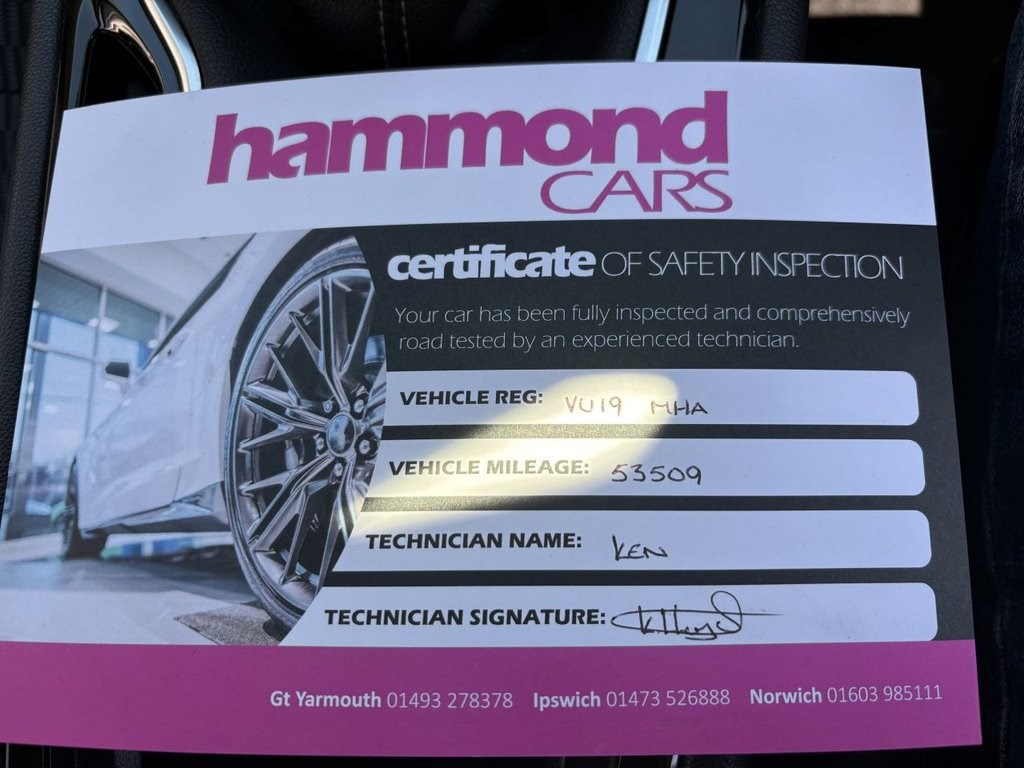 hammond
CARS
certificate OF SAFETY INSPECTION
Your car has been fully inspected and comprehensively
road tested by an experienced technician.
VEHICLE REG: VU19 MHA
VEHICLE MILEAGE: 53509
TECHNICIAN NAME: KEN
TECHNICIAN SIGNATURE:
Gt Yarmouth 01493 278378 Ipswich 01473 526888 Norwich 01603 985111